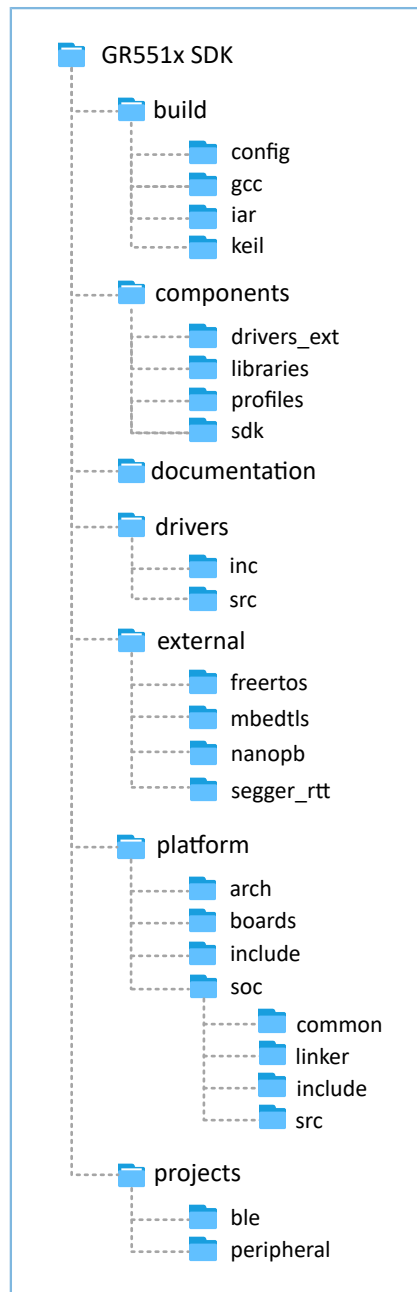 GR551x SDK
build
config
gcc
iar
keil
components
drivers_ext
libraries
profiles
sdk
documentation
drivers
inc
src
external
freertos
mbedtls
nanopb
segger_rtt
platform
arch
boards
include
soc
common
linker
include
src
projects
ble
peripheral